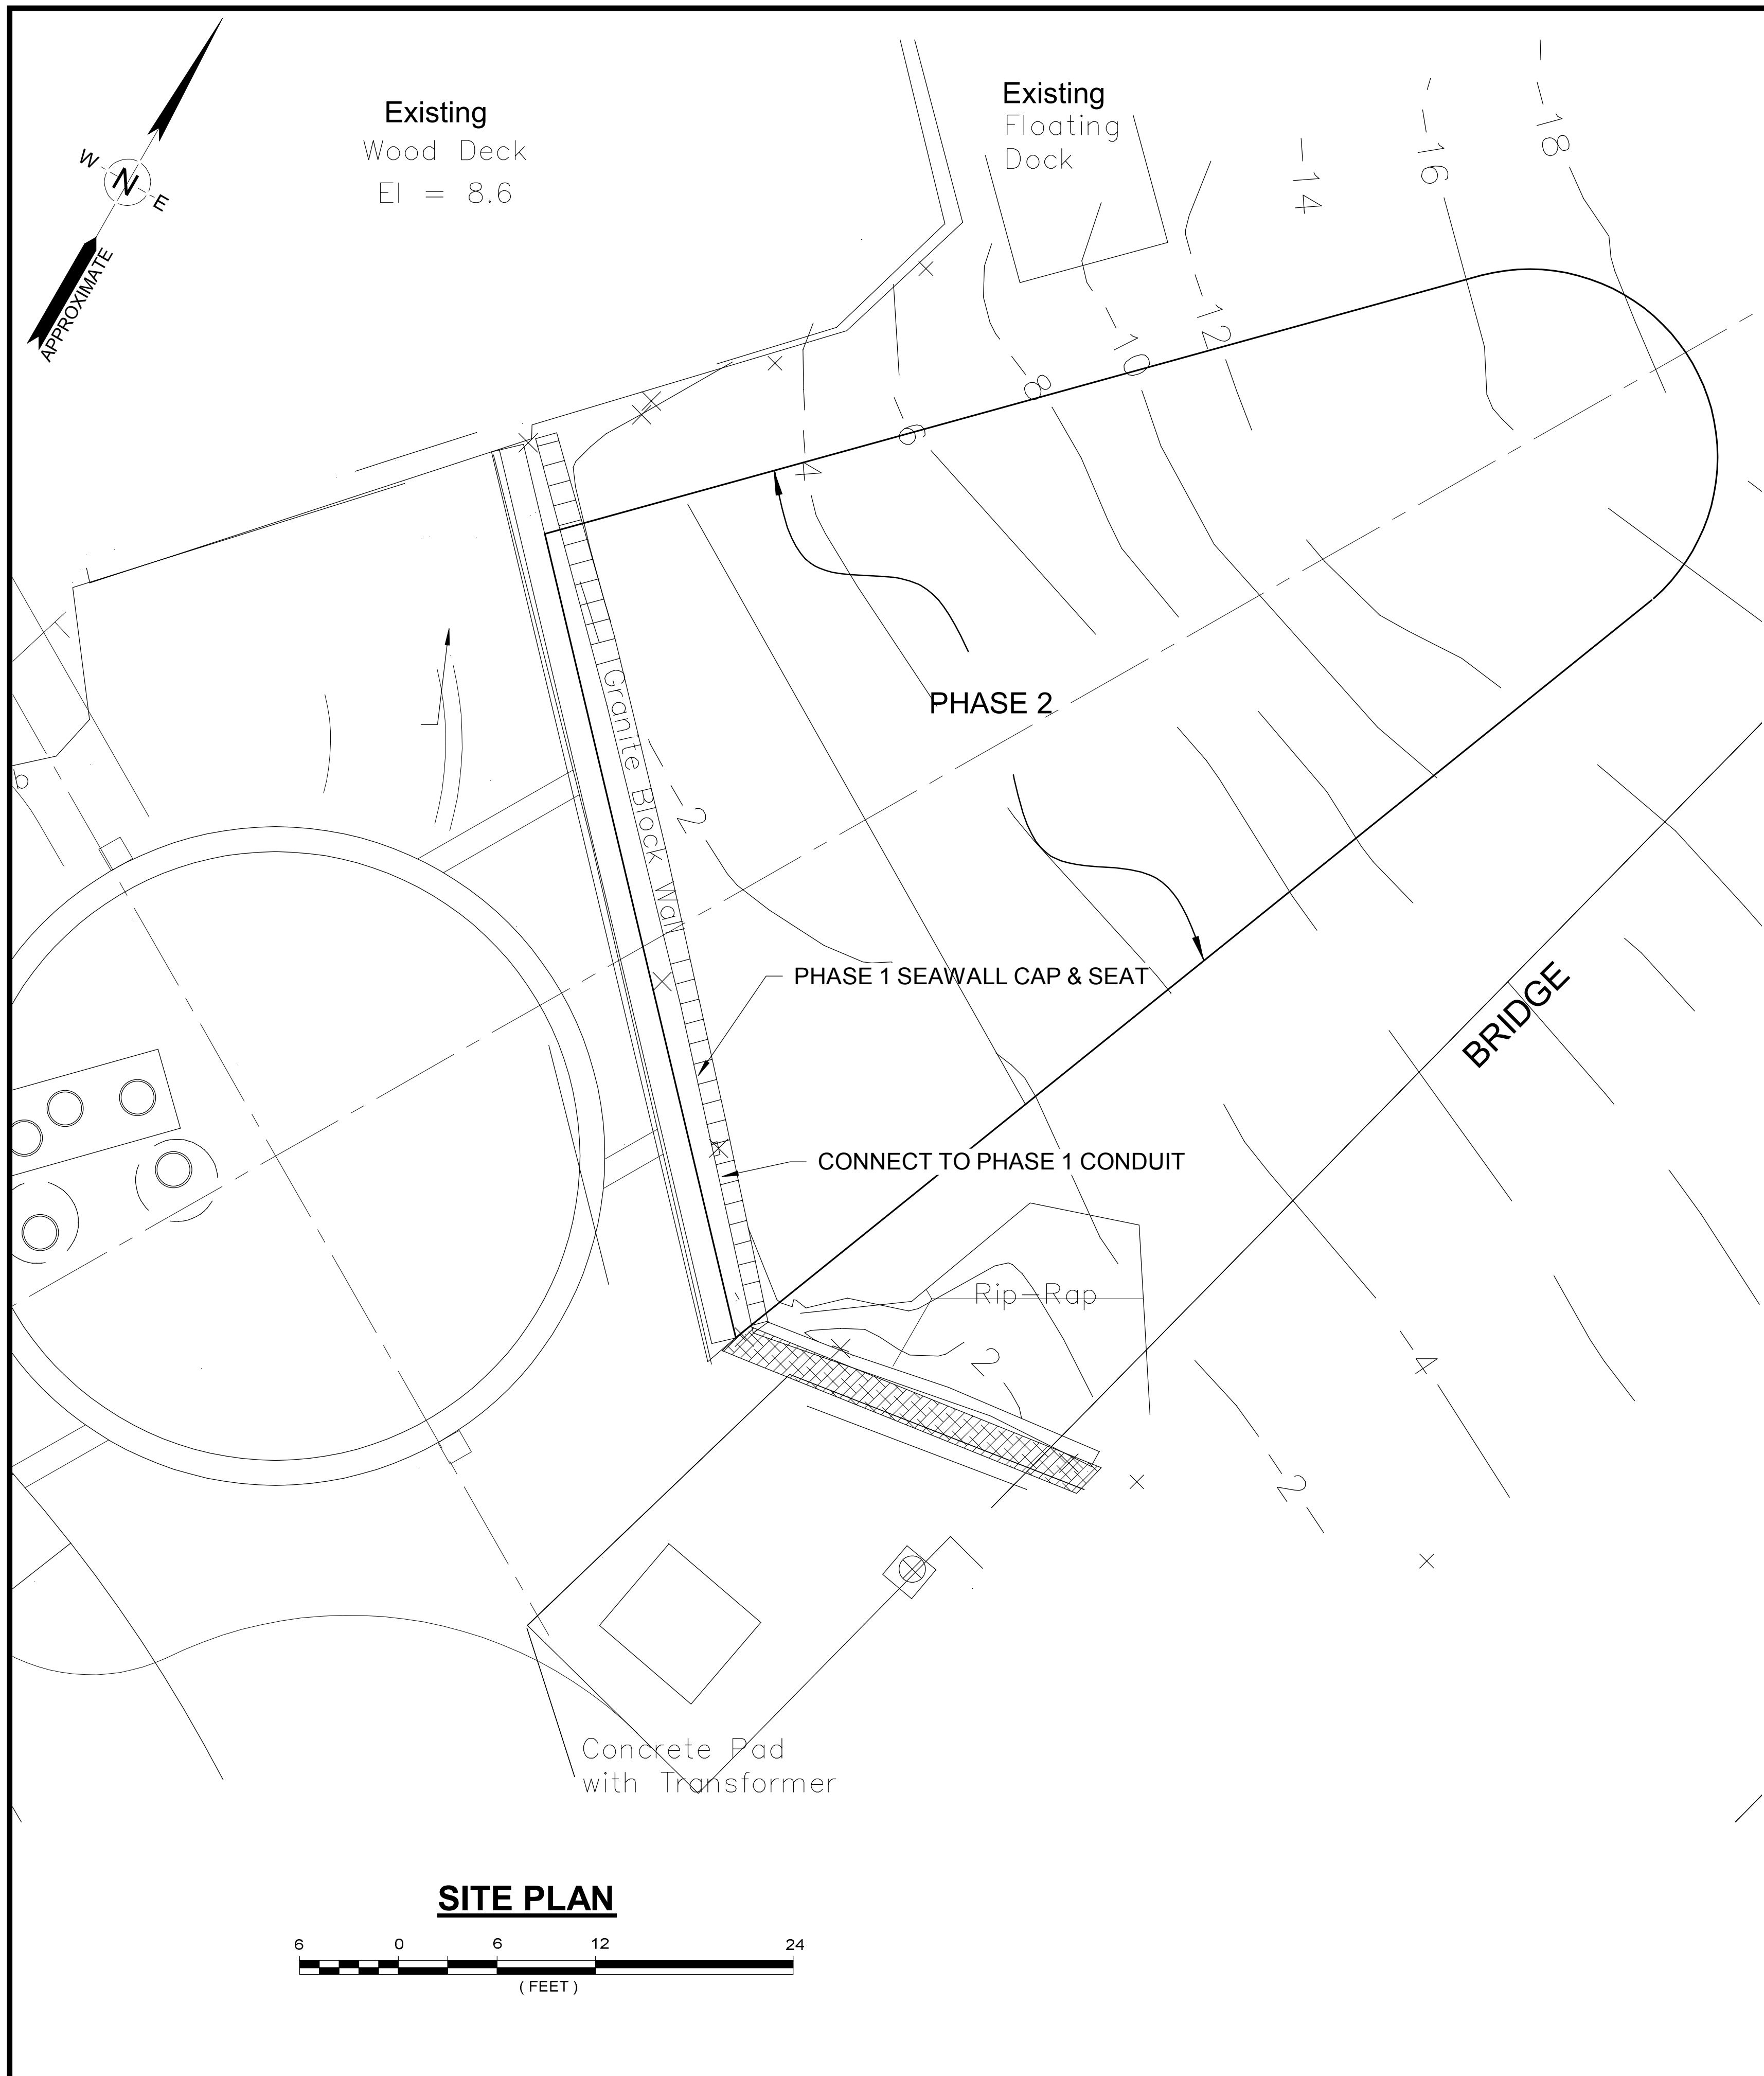 Existing
Wood Deck
El = 8.6
Existing
Floating
Dock
-14
-16
-18
W
N
E
APPROXIMATE
-12
-10
-8
-6
-4
PHASE 2
Granite Block Wall
-2
PHASE 1 SEAWALL CAP & SEAT
BRIDGE
CONNECT TO PHASE 1 CONDUIT
Rip-Rap
-2
-4
-2
Concrete Pad
with Transformer
SITE PLAN
6 0 6 12 24
( FEET )